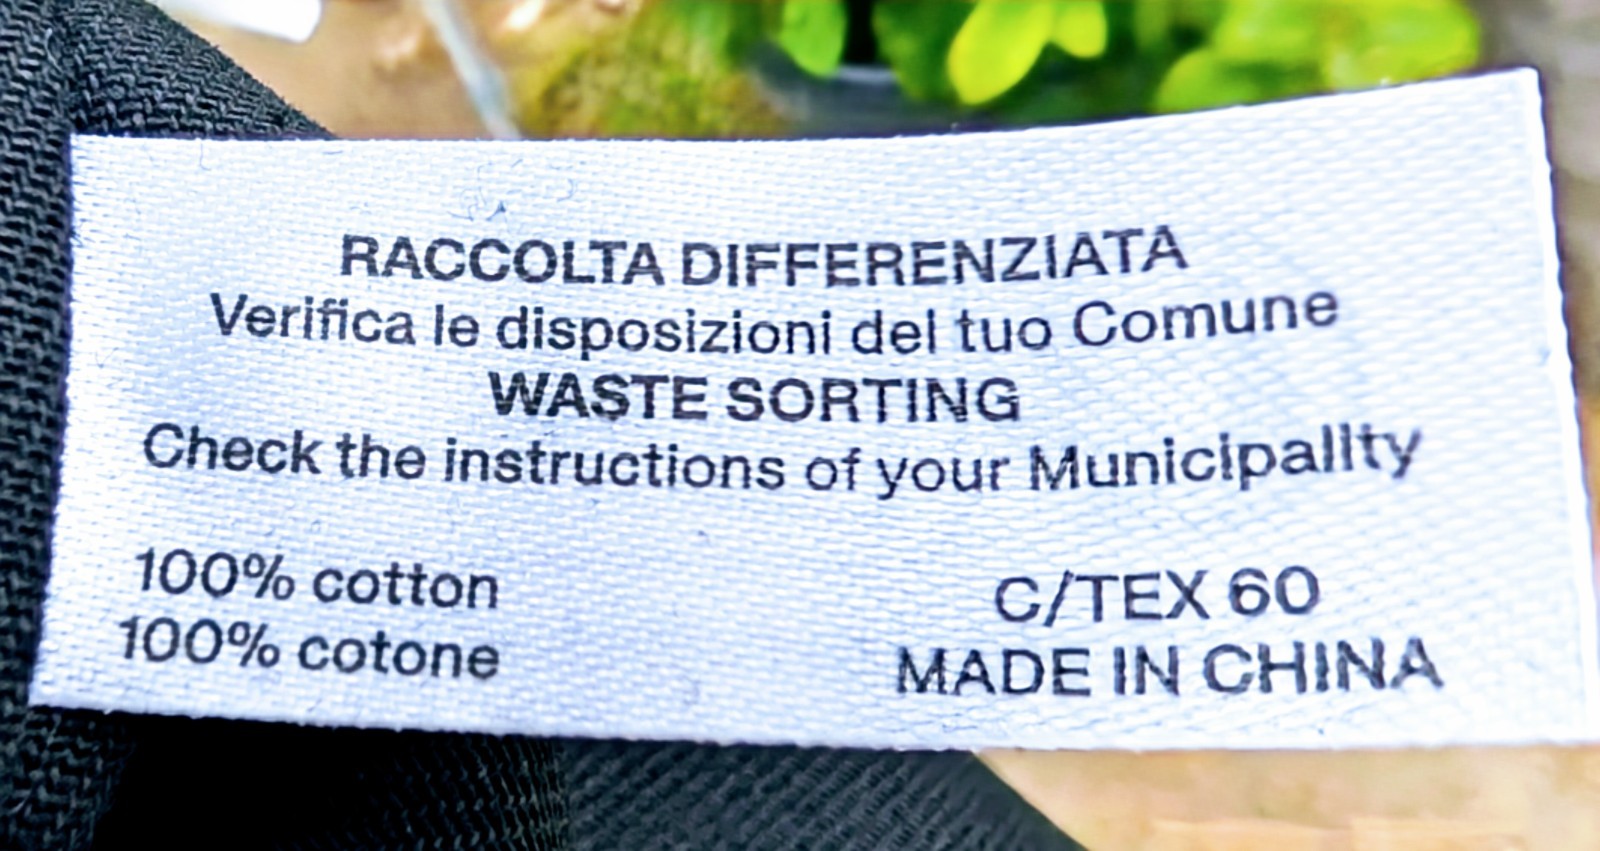 RACCOLTA DIFFERENZIATA
Verifica le disposizioni del tuo Comune
WASTE SORTING
Check the instructions of your Municipality
100% cotton
100% cotone
C/TEX 60
MADE IN CHINA